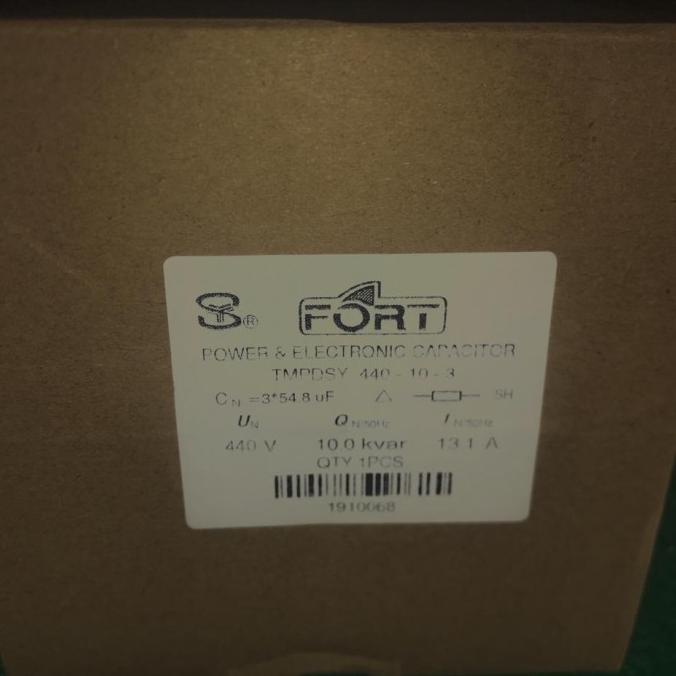 SY® FORT
POWER & ELECTRONIC CAPACITOR
TMPDSY 440 - 10 - 3
CN =3*54.8 uF △ SH
UN QN/50Hz IN/50Hz
440 V 10.0 kvar 13.1 A
QTY 1PCS
1910068